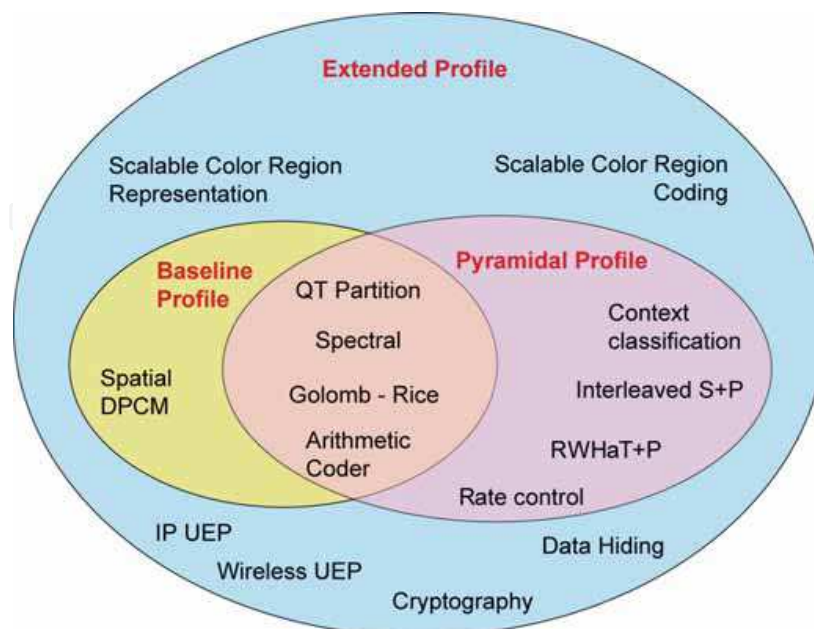 Extended Profile
Scalable Color Region
Representation
Scalable Color Region
Coding
Baseline
Profile
Pyramidal Profile
QT Partition
Spectral
Golomb - Rice
Arithmetic
Coder
Spatial
DPCM
Context
classification
Interleaved S+P
RWHaT+P
Rate control
IP UEP
Wireless UEP
Cryptography
Data Hiding